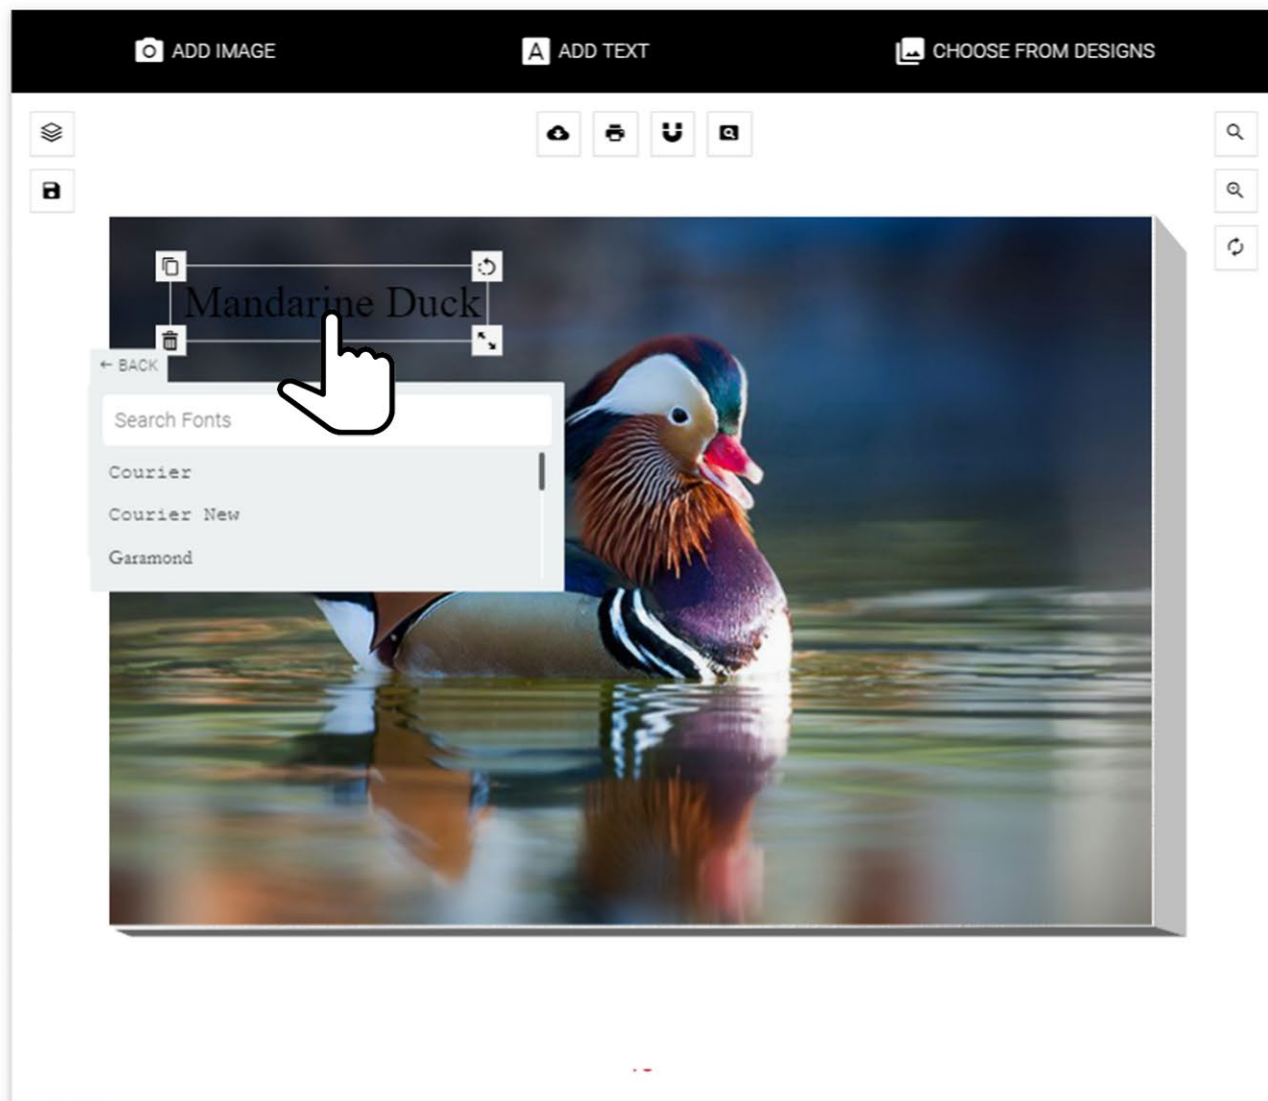 ADD IMAGE
A ADD TEXT
CHOOSE FROM DESIGNS
Mandarine Duck
← BACK
Search Fonts
Courier
Courier New
Garamond